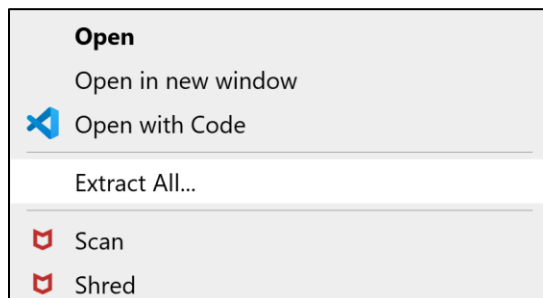 Open
Open in new window
Open with Code
Extract All...
Scan
Shred